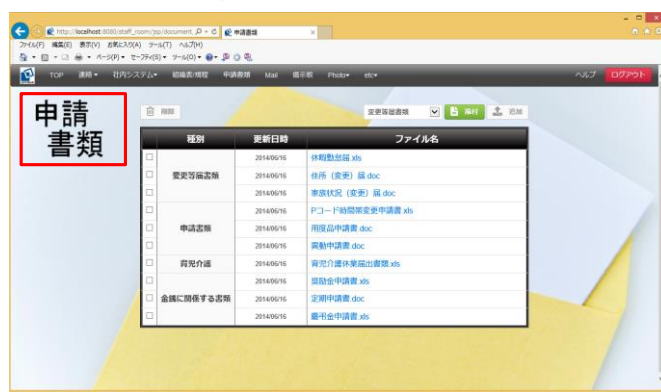 http://localhost:8080/staff_room/jsp/document
申請書類
ファイル(F) 編集(E) 表示(V) お気に入り(A) ツール(T) ヘルプ(H)
ページ(P) セーフティ(S) ツール(O)
TOP 連絡 社内システム 組織表/規程 申請書類 Mail 掲示板 Photo etc ヘルプ ログアウト
申請
書類
削除 変更等届書類 添付 追加
種別 更新日時 ファイル名
2014/06/16 休暇勤怠届.xls
変更等届書類 2014/06/16 住所（変更）届.doc
2014/06/16 家族状況（変更）届.doc
2014/06/16 Pコード時間帯変更申請書.xls
申請書類 2014/06/16 用度品申請書.doc
2014/06/16 異動申請書.doc
育児介護 2014/06/16 育児介護休業届出書類.xls
2014/06/16 奨励金申請書.xls
金銭に関係する書類 2014/06/16 定期申請書.doc
2014/06/16 慶弔金申請書.xls